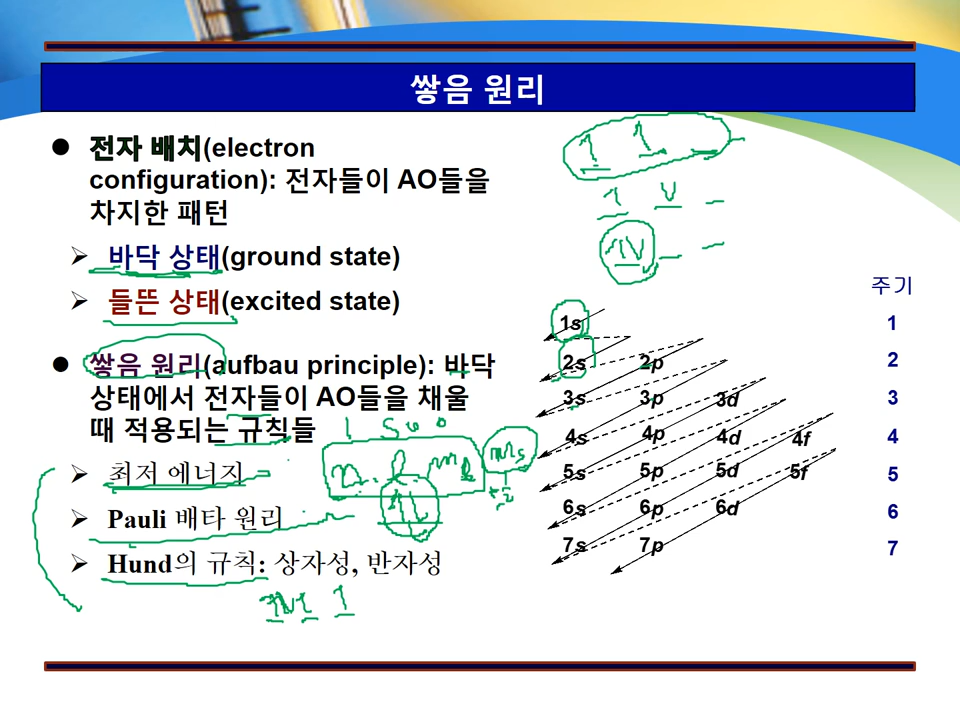 쌓음 원리
전자 배치(electron
configuration): 전자들이 AO들을
차지한 패턴
바닥 상태(ground state)
들뜬 상태(excited state)
쌓음 원리(aufbau principle): 바닥
상태에서 전자들이 AO들을 채울
때 적용되는 규칙들
최저 에너지
Pauli 배타 원리
Hund의 규칙: 상자성, 반자성
n l ml ms
주기
1s 1
2s 2p 2
3s 3p 3d 3
4s 4p 4d 4f 4
5s 5p 5d 5f 5
6s 6p 6d 6
7s 7p 7